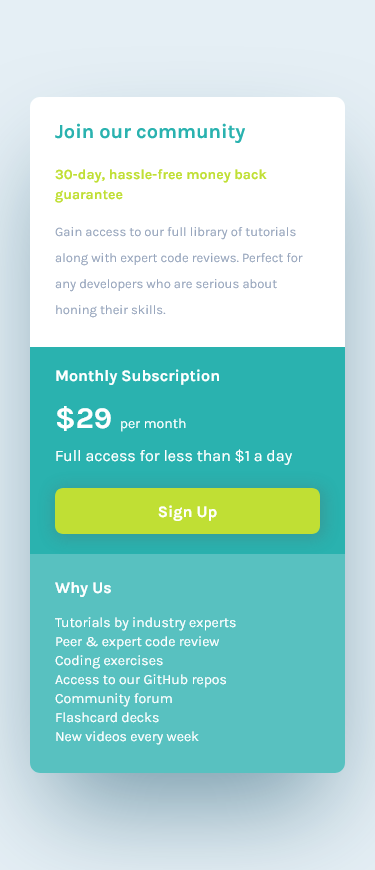 Join our community
30-day, hassle-free money back
guarantee
Gain access to our full library of tutorials
along with expert code reviews. Perfect for
any developers who are serious about
honing their skills.
Monthly Subscription
$29 per month
Full access for less than $1 a day
Sign Up
Why Us
Tutorials by industry experts
Peer & expert code review
Coding exercises
Access to our GitHub repos
Community forum
Flashcard decks
New videos every week